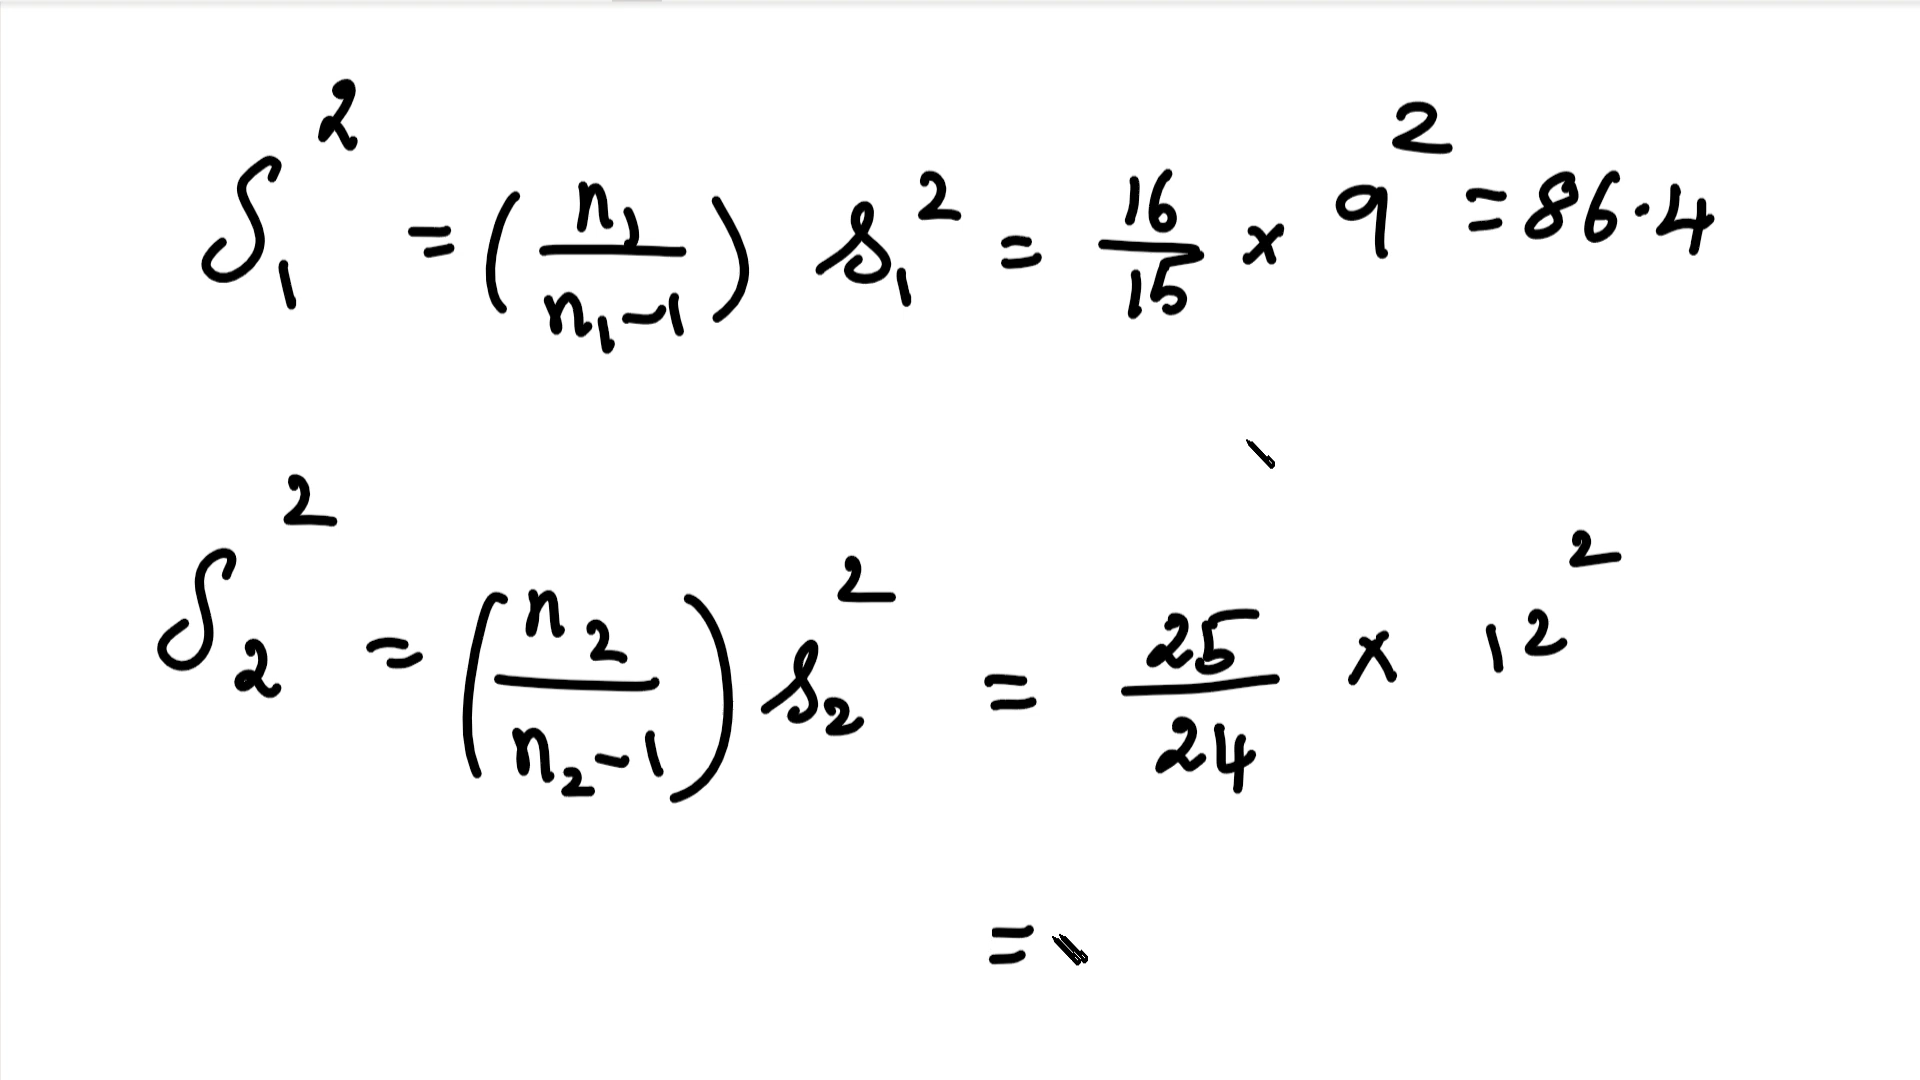 S₁² = (n₁/(n₁-1)) s₁² = 16/15 × 9² = 86.4
S₂² = (n₂/(n₂-1)) s₂² = 25/24 × 12²
=